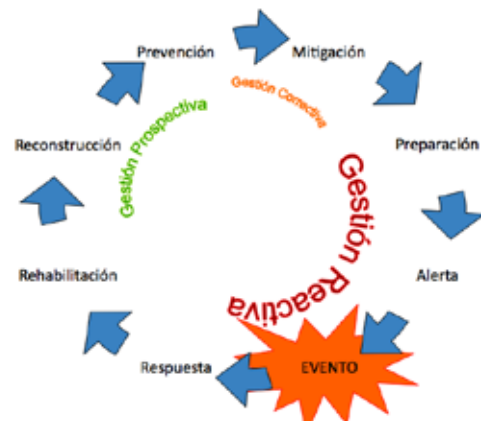 Prevención
Mitigación
Gestión Correctiva
Gestión Prospectiva
Reconstrucción
Preparación
Gestión Reactiva
Rehabilitación
Alerta
Respuesta
EVENTO